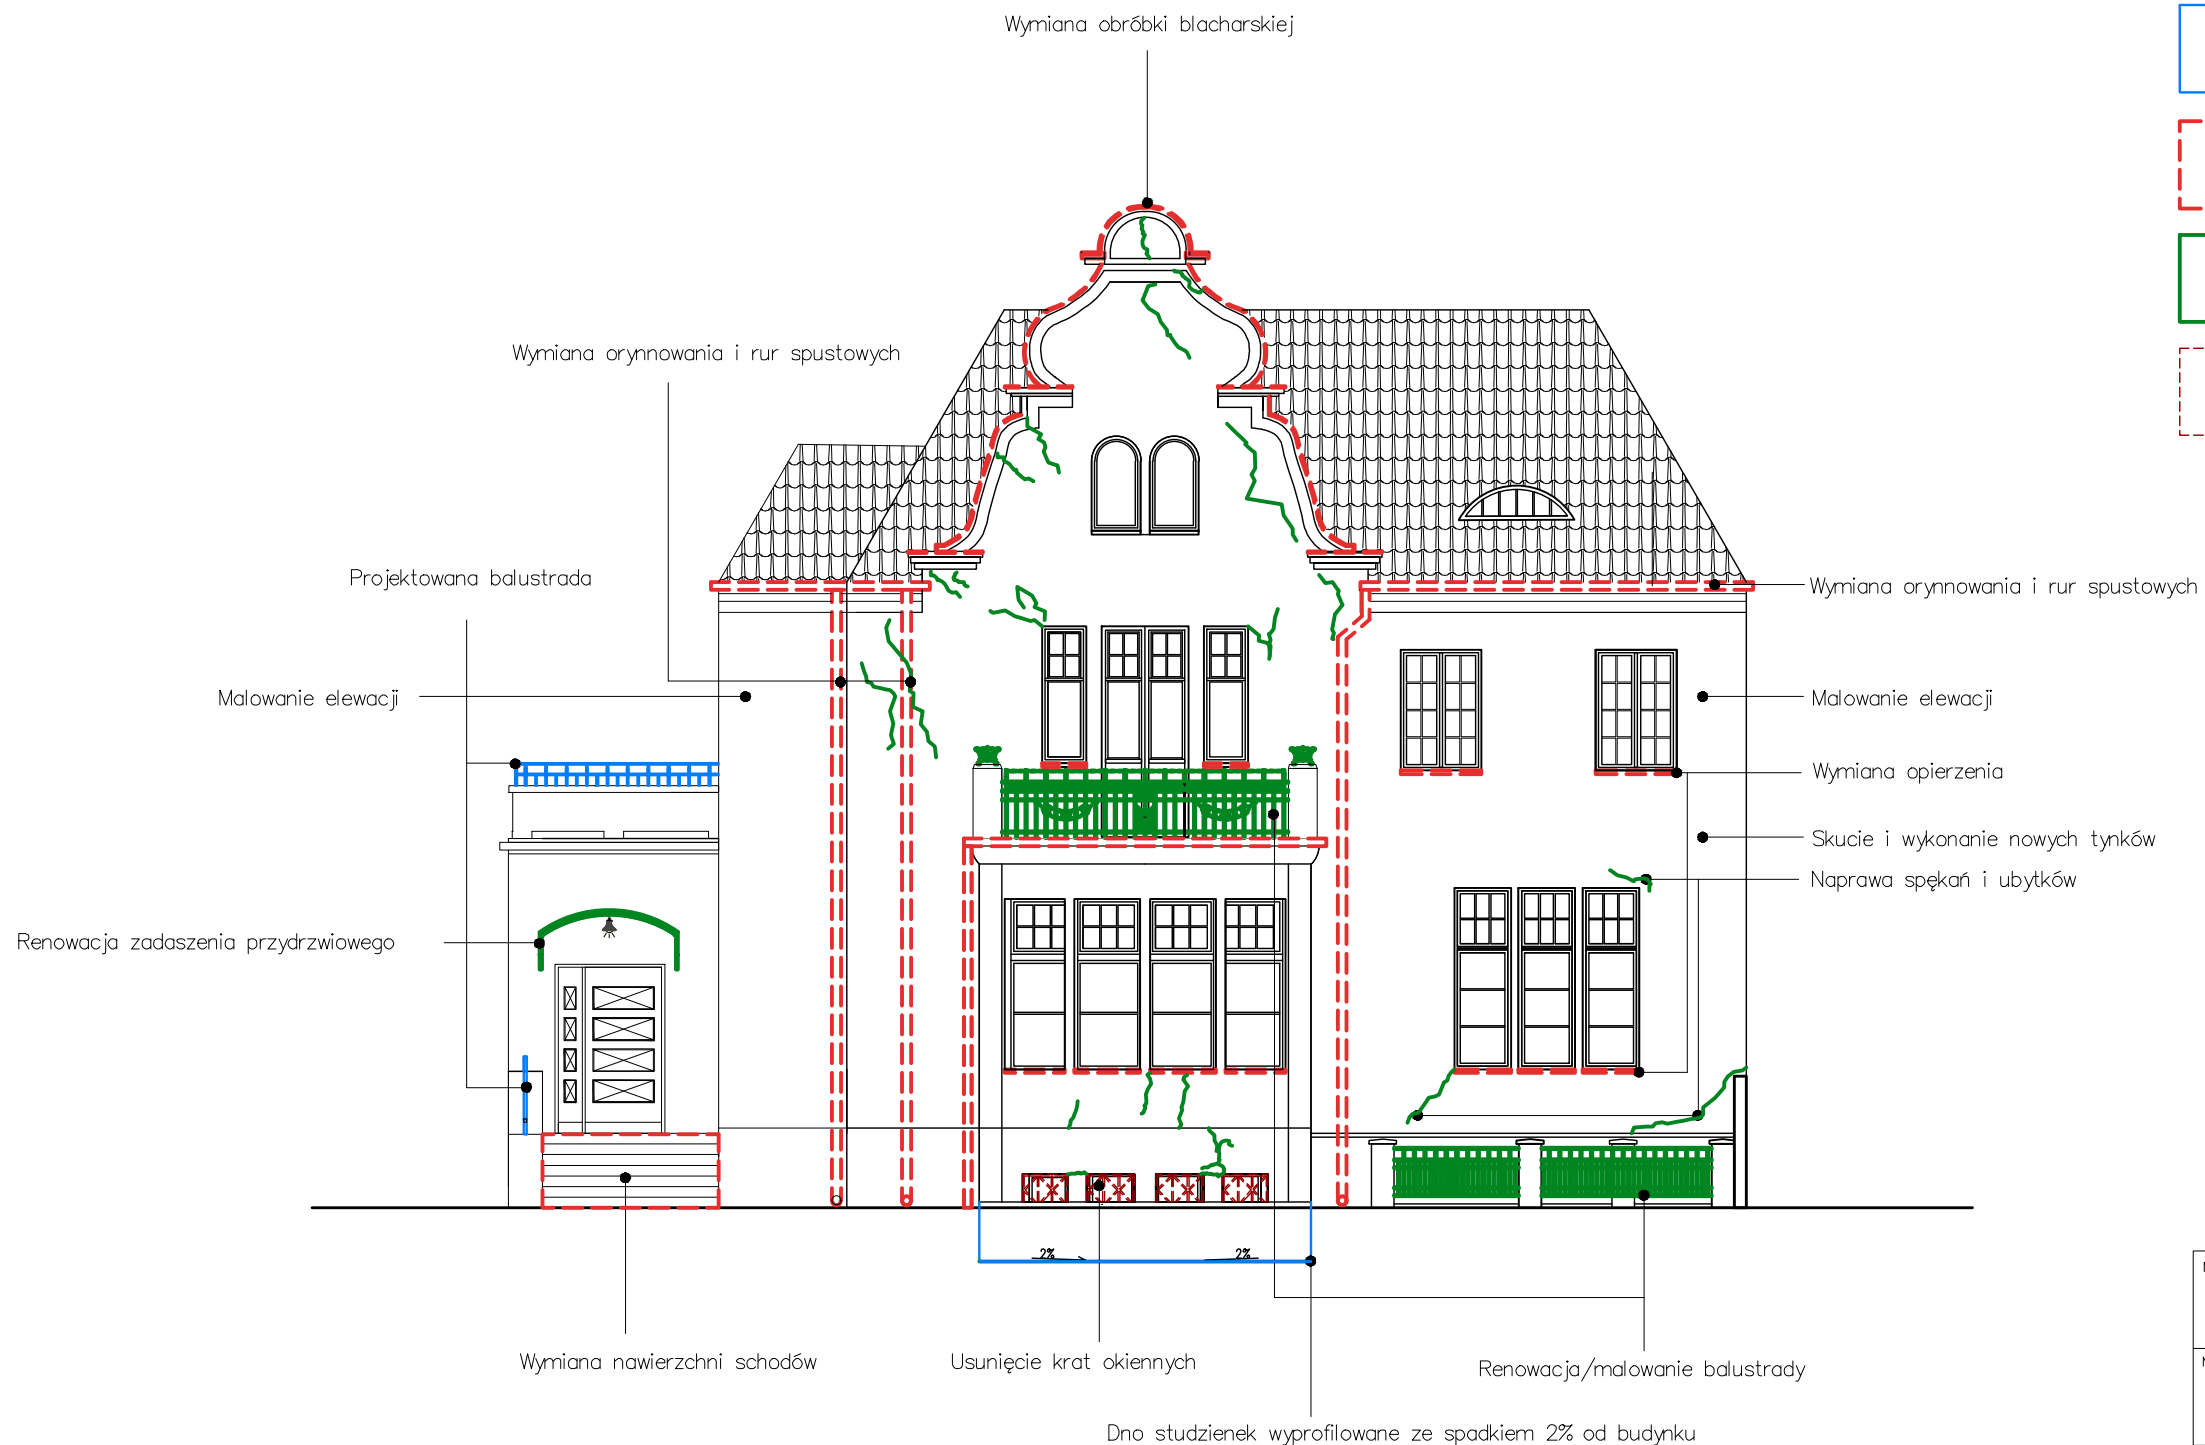 Wymiana obróbki blacharskiej
Wymiana orynnowania i rur spustowych
Projektowana balustrada
Wymiana orynnowania i rur spustowych
Malowanie elewacji
Malowanie elewacji
Wymiana opierzenia
Skucie i wykonanie nowych tynków
Naprawa spękań i ubytków
Renowacja zadaszenia przydrzwiowego
2%
2%
Wymiana nawierzchni schodów
Usunięcie krat okiennych
Renowacja/malowanie balustrady
Dno studzienek wyprofilowane ze spadkiem 2% od budynku